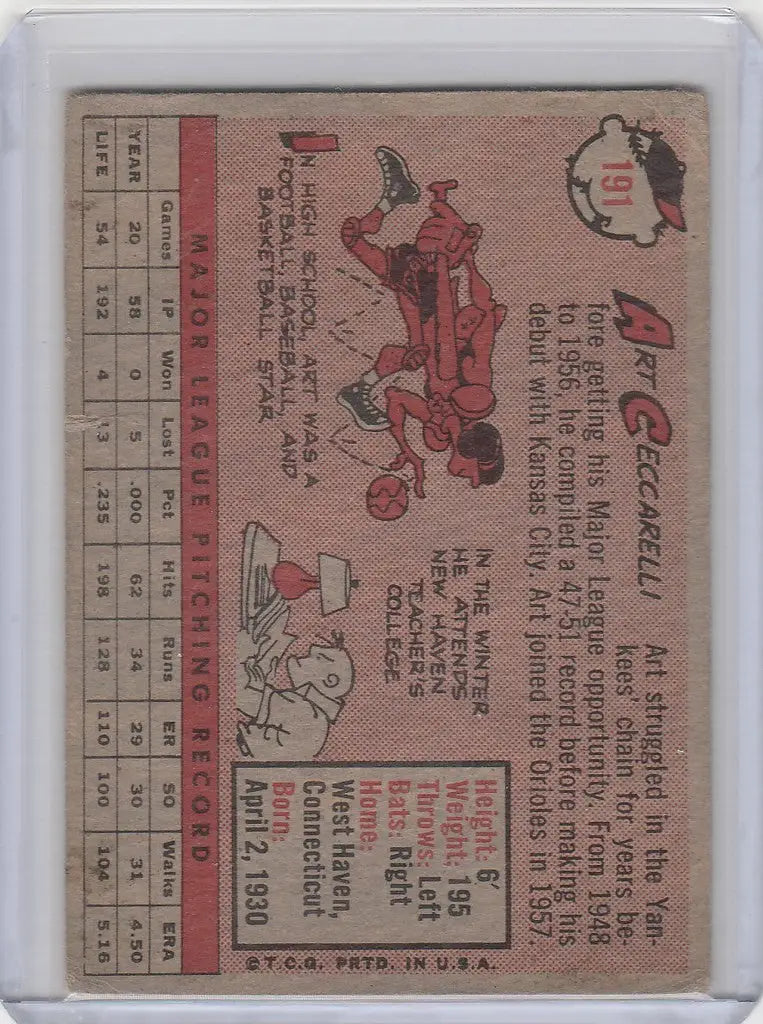 191
ART CECCARELLI
Art struggled in the Yan-
kees' chain for years be-
fore getting his Major League opportunity. From 1948
to 1956, he compiled a 47-51 record before making his
debut with Kansas City. Art joined the Orioles in 1957.
IN HIGH SCHOOL, ART WAS A
FOOTBALL, BASEBALL, AND
BASKETBALL STAR
IN THE WINTER
HE ATTENDS
NEW HAVEN
TEACHER'S
COLLEGE
Height: 6'
Weight: 195
Throws: Left
Bats: Right
Home:
West Haven,
Connecticut
Born:
April 2, 1930
MAJOR LEAGUE PITCHING RECORD
Games IP Won Lost Pct Hits Runs ER SO Walks ERA
YEAR 20 58 0 5 .000 62 34 29 30 31 4.50
LIFE 54 192 4 13 .235 198 128 110 100 104 5.16
© T.C.G. PRTD. IN U.S.A.